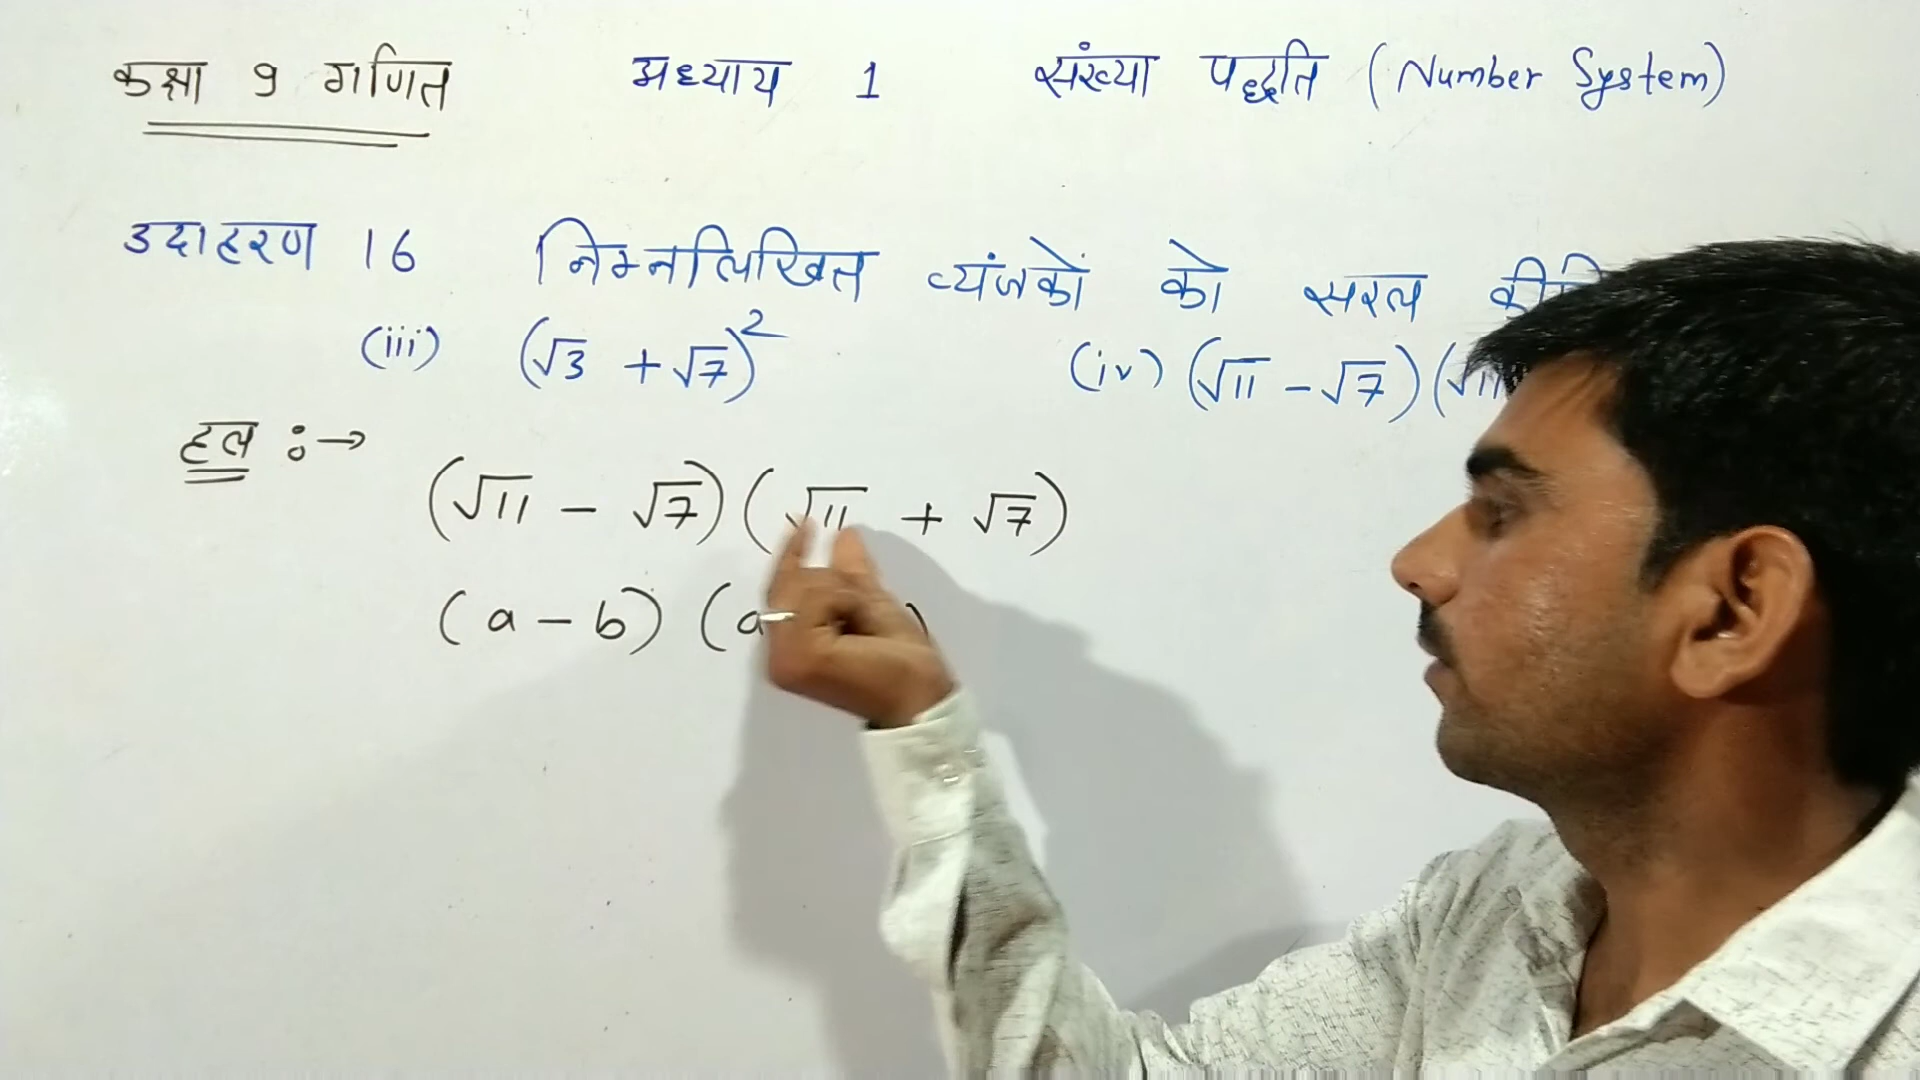 कक्षा 9 गणित अध्याय 1 संख्या पद्धति (Number System)
उदाहरण 16 निम्नलिखित व्यंजकों को सरल
(iii) (√3 + √7)² (iv) (√11 - √7)(√11
हल :→
(√11 - √7)(√11 + √7)
(a - b) (a )